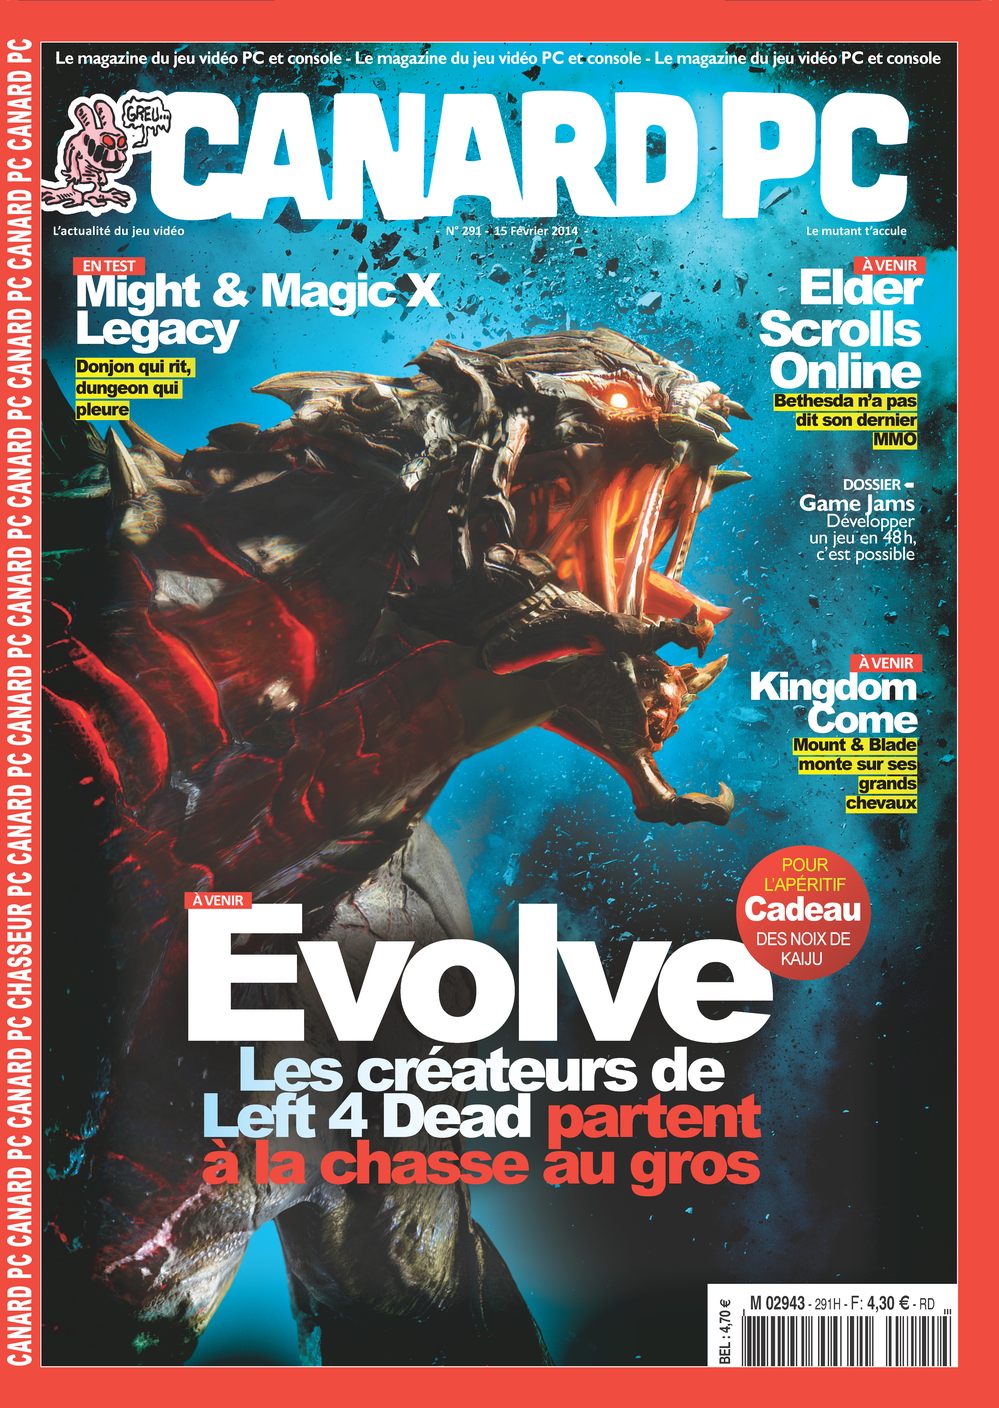 Le magazine du jeu vidéo PC et console - Le magazine du jeu vidéo PC et console - Le magazine du jeu vidéo PC et console
GREU...
CANARD PC
L'actualité du jeu vidéo
N° 291 - 15 Février 2014
Le mutant t'accule
EN TEST
Might & Magic X
Legacy
Donjon qui rit,
dungeon qui
pleure
À VENIR
Elder
Scrolls
Online
Bethesda n'a pas
dit son dernier
MMO
DOSSIER
Game Jams
Développer
un jeu en 48 h,
c'est possible
À VENIR
Kingdom
Come
Mount & Blade
monte sur ses
grands
chevaux
POUR
L'APÉRITIF
Cadeau
DES NOIX DE
KAIJU
À VENIR
Evolve
Les créateurs de
Left 4 Dead partent
à la chasse au gros
CANARD PC CANARD PC CANARD PC CHASSEUR PC CANARD PC CANARD PC CANARD PC CANARD PC CANARD PC CANARD PC CANARD PC
BEL : 4,70 €
M 02943 - 291H - F: 4,30 € - RD